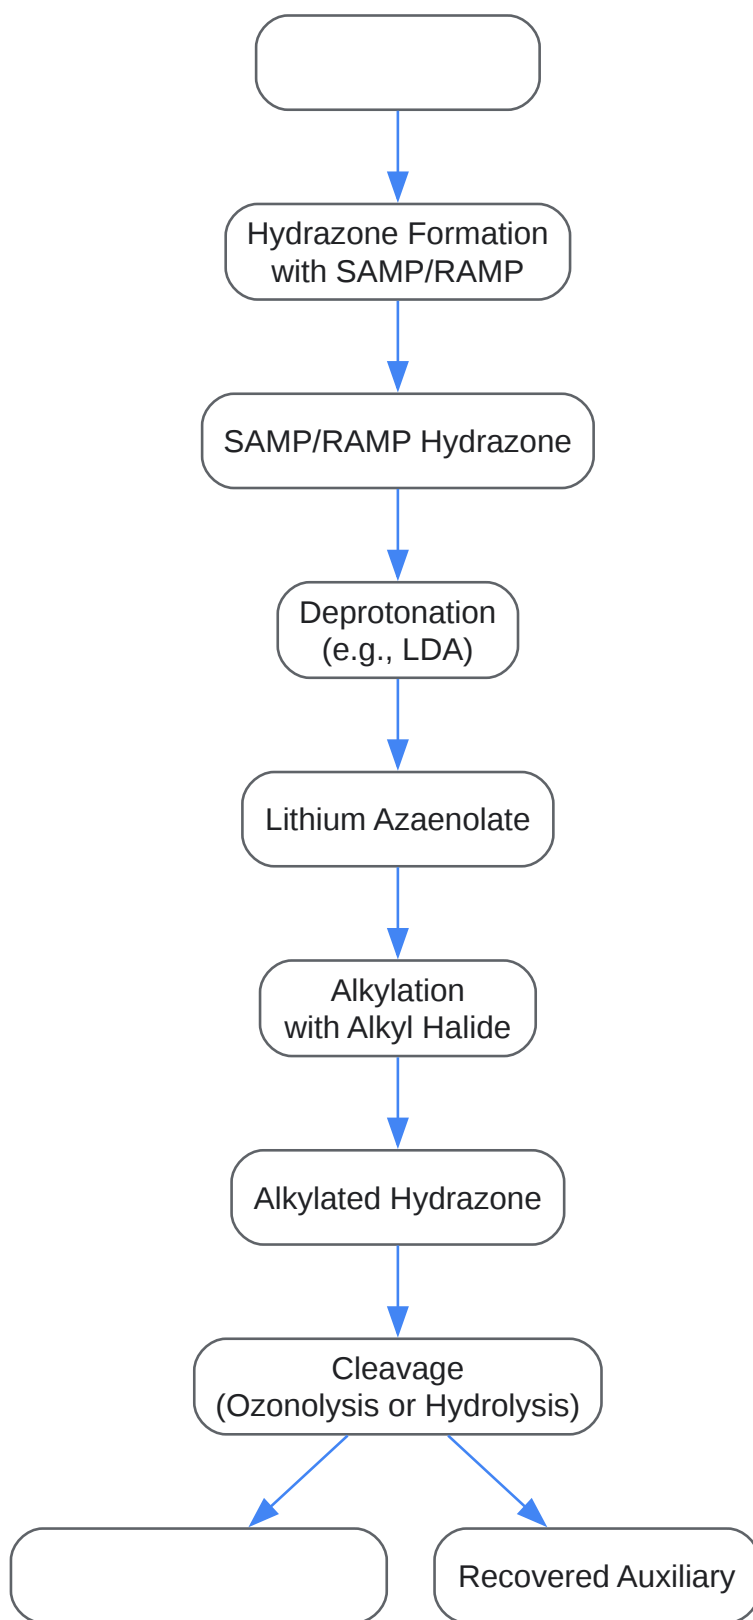 Hydrazone Formation
with SAMP/RAMP
SAMP/RAMP Hydrazone
Deprotonation
(e.g., LDA)
Lithium Azaenolate
Alkylation
with Alkyl Halide
Alkylated Hydrazone
Cleavage
(Ozonolysis or Hydrolysis)
Recovered Auxiliary